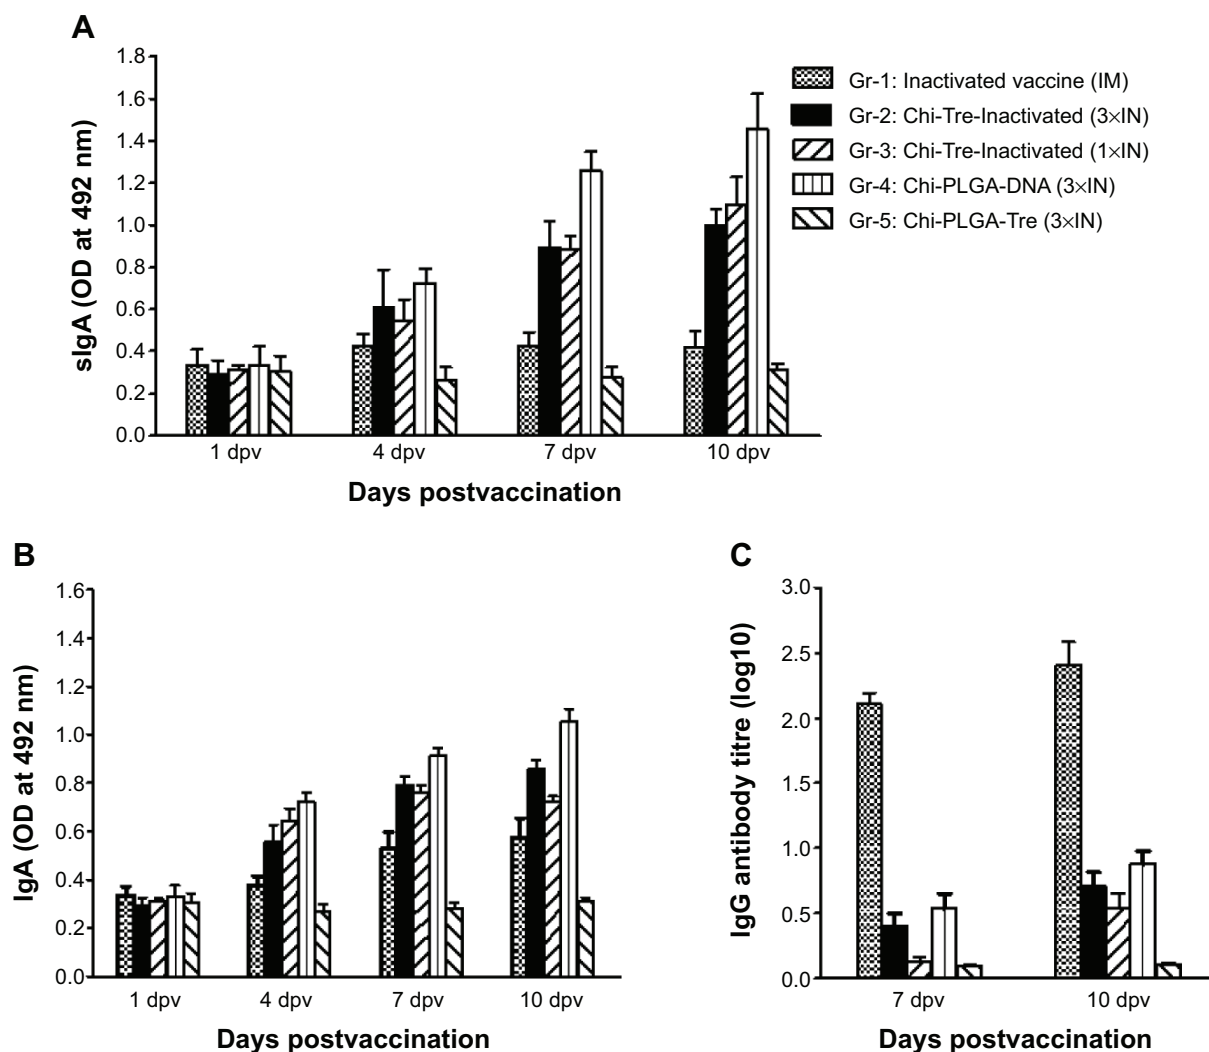 A
1.8
1.6
1.4
1.2
1.0
0.8
0.6
0.4
0.2
0.0
sIgA (OD at 492 nm)
1 dpv 4 dpv 7 dpv 10 dpv
Days postvaccination
Gr-1: Inactivated vaccine (IM)
Gr-2: Chi-Tre-Inactivated (3×IN)
Gr-3: Chi-Tre-Inactivated (1×IN)
Gr-4: Chi-PLGA-DNA (3×IN)
Gr-5: Chi-PLGA-Tre (3×IN)
B
1.6
1.4
1.2
1.0
0.8
0.6
0.4
0.2
0.0
IgA (OD at 492 nm)
1 dpv 4 dpv 7 dpv 10 dpv
Days postvaccination
C
3.0
2.5
2.0
1.5
1.0
0.5
0.0
IgG antibody titre (log10)
7 dpv 10 dpv
Days postvaccination